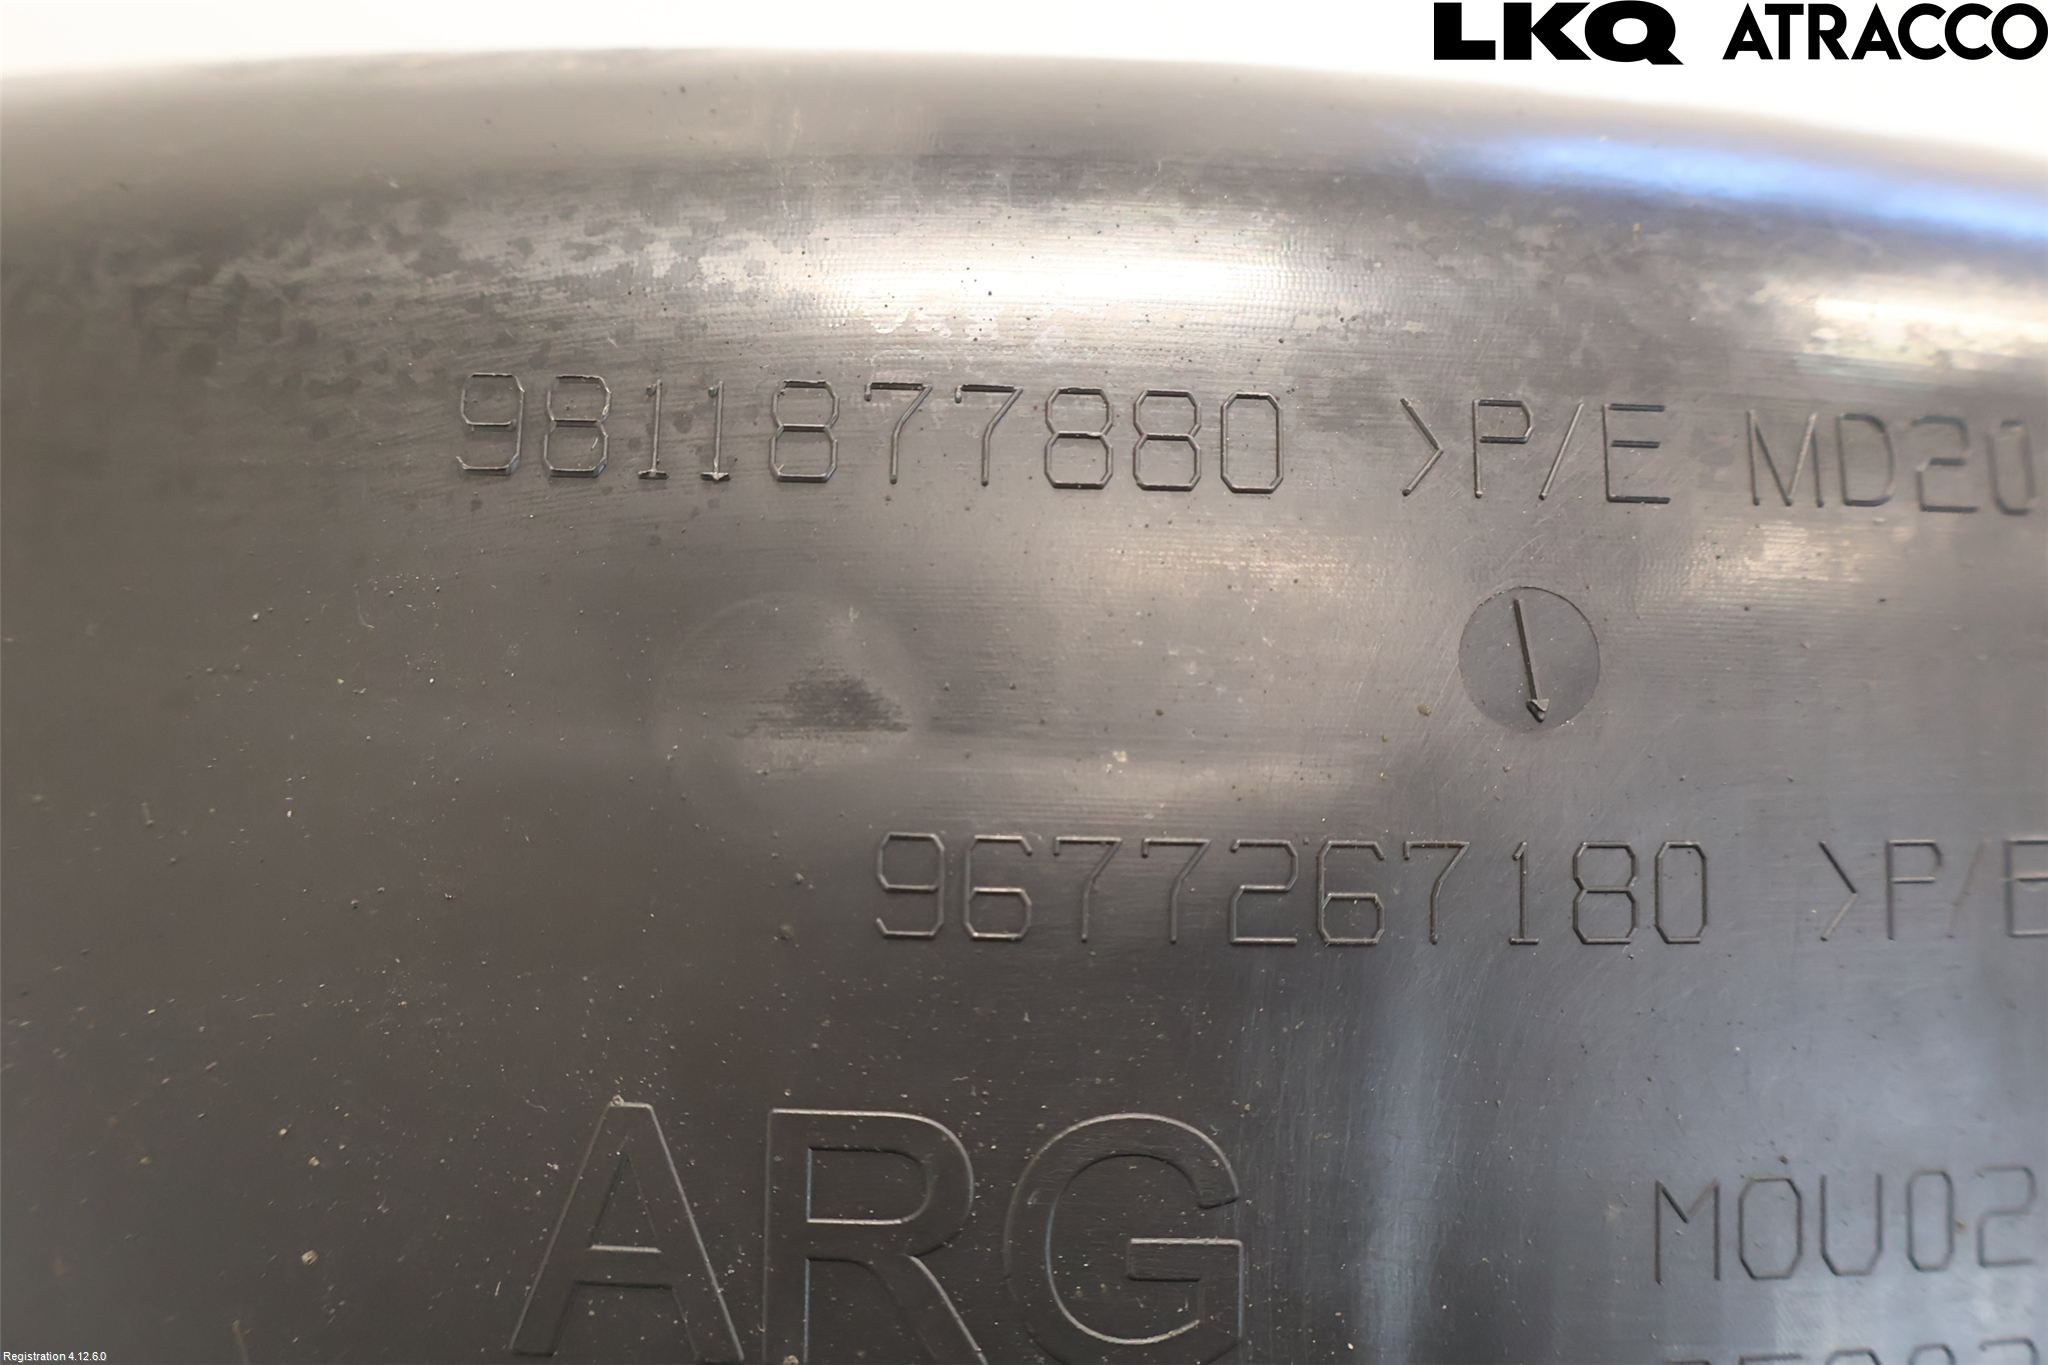 LKQ ATRACCO
9811877880 >P/E MD20
9677267180 >P/E
ARG
MOU02
Registration 4.12.6.0